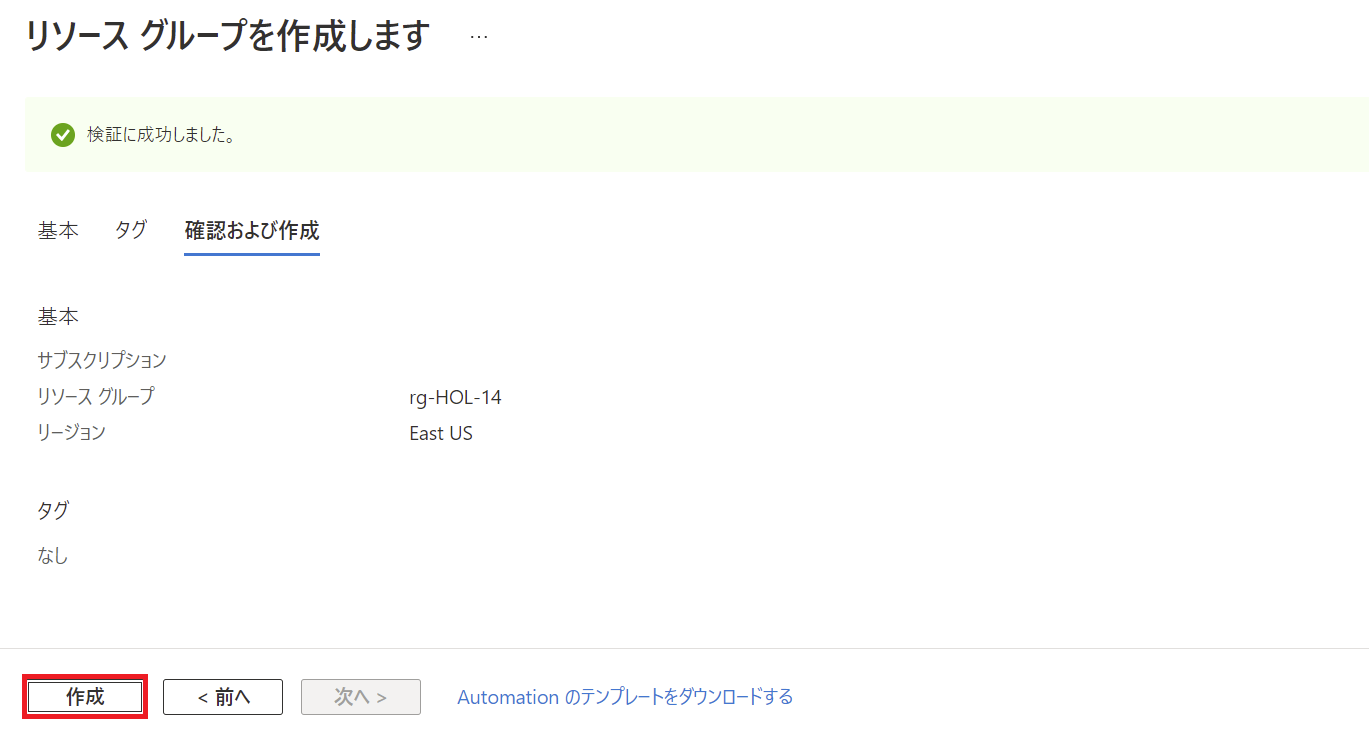 リソース グループを作成します …
検証に成功しました。
基本 タグ 確認および作成
基本
サブスクリプション
リソース グループ rg-HOL-14
リージョン East US
タグ
なし
作成 < 前へ 次へ > Automation のテンプレートをダウンロードする